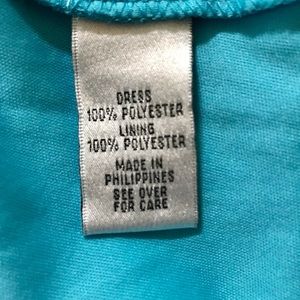 DRESS
100% POLYESTER
LINING
100% POLYESTER
MADE IN
PHILIPPINES
SEE OVER
FOR CARE